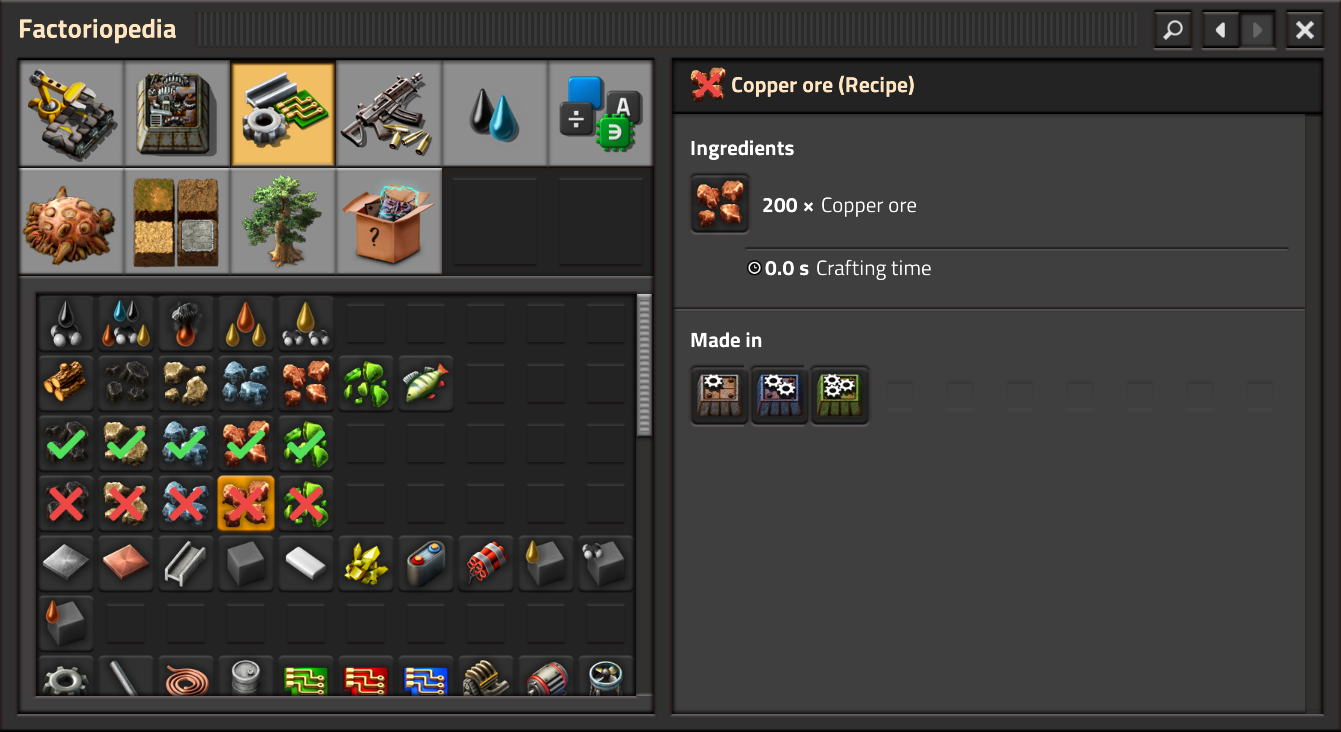 Factoriopedia
÷ A
?
Copper ore (Recipe)
Ingredients
200 × Copper ore
0.0 s Crafting time
Made in